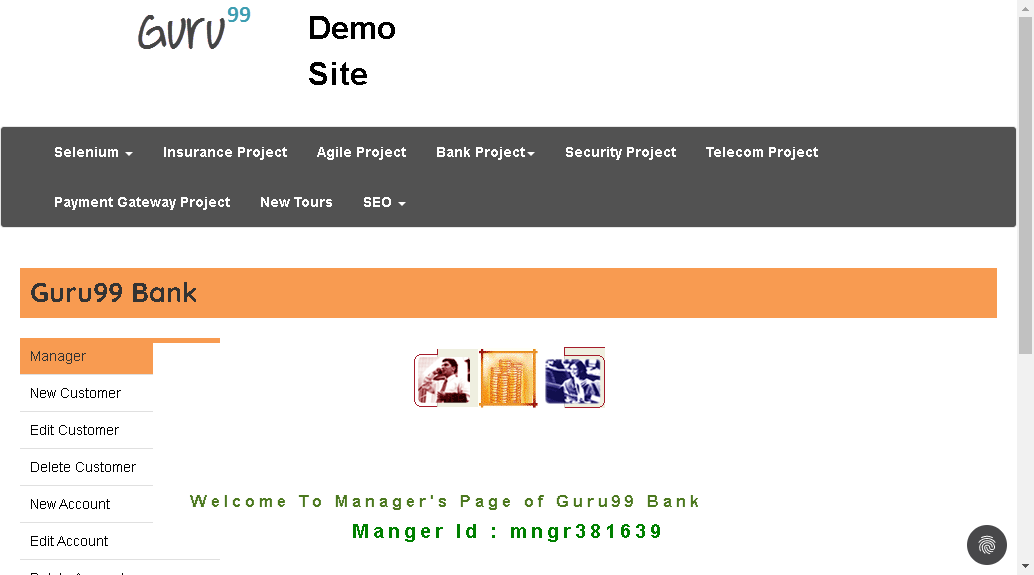 Guru99
Demo
Site
Selenium
Insurance Project
Agile Project
Bank Project
Security Project
Telecom Project
Payment Gateway Project
New Tours
SEO
Guru99 Bank
Manager
New Customer
Edit Customer
Delete Customer
New Account
Edit Account
Welcome To Manager's Page of Guru99 Bank
Manger Id : mngr381639